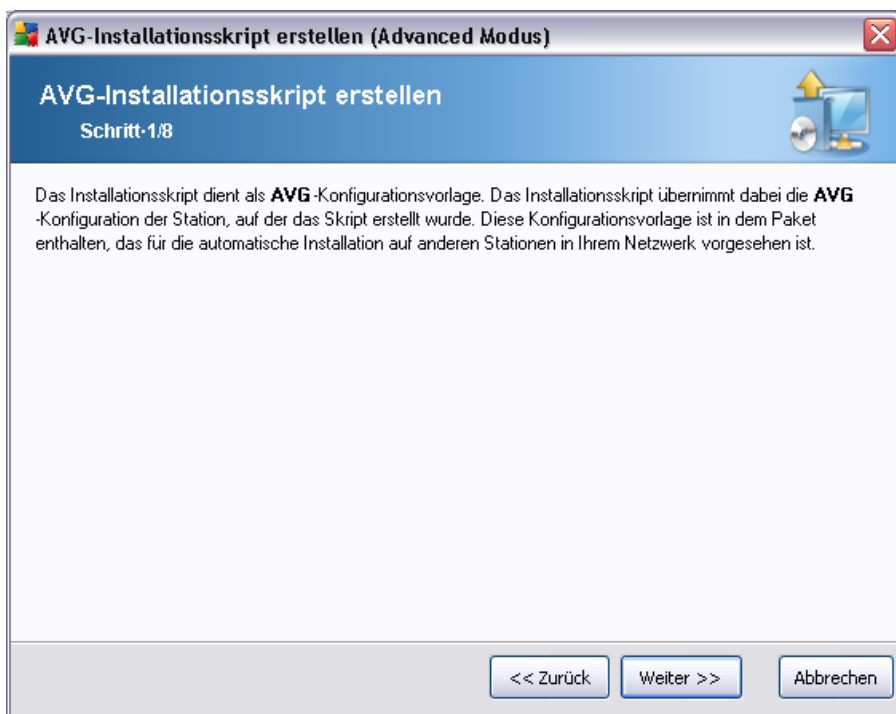 AVG-Installationsskript erstellen (Advanced Modus)
AVG-Installationsskript erstellen
Schritt·1/8
Das Installationsskript dient als AVG-Konfigurationsvorlage. Das Installationsskript übernimmt dabei die AVG
-Konfiguration der Station, auf der das Skript erstellt wurde. Diese Konfigurationsvorlage ist in dem Paket
enthalten, das für die automatische Installation auf anderen Stationen in Ihrem Netzwerk vorgesehen ist.
<< Zurück
Weiter >>
Abbrechen